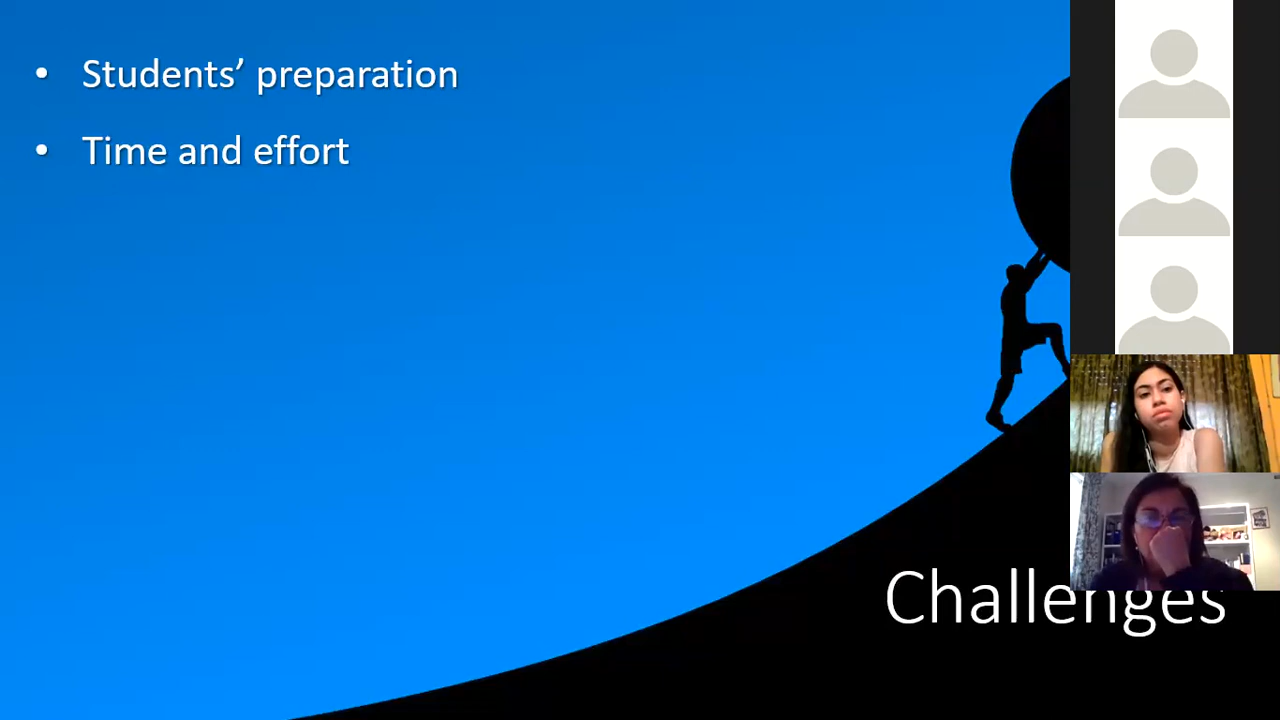 • Students’ preparation
• Time and effort
Challenges